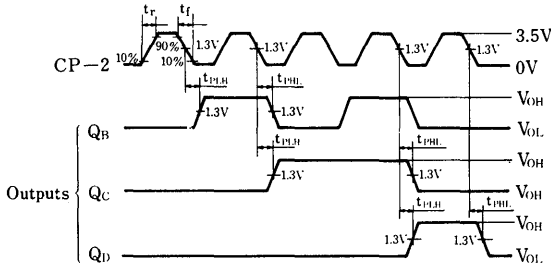 tr tf
3.5V
90% 1.3V 1.3V 1.3V 1.3V
10% 10%
CP-2 0V
tPLH tPHL
VOH
1.3V 1.3V
QB VOL
tPLH tPHL
VOH
1.3V 1.3V
Outputs QC VOH
tPLH tPHL
VOH
1.3V 1.3V
QD VOL